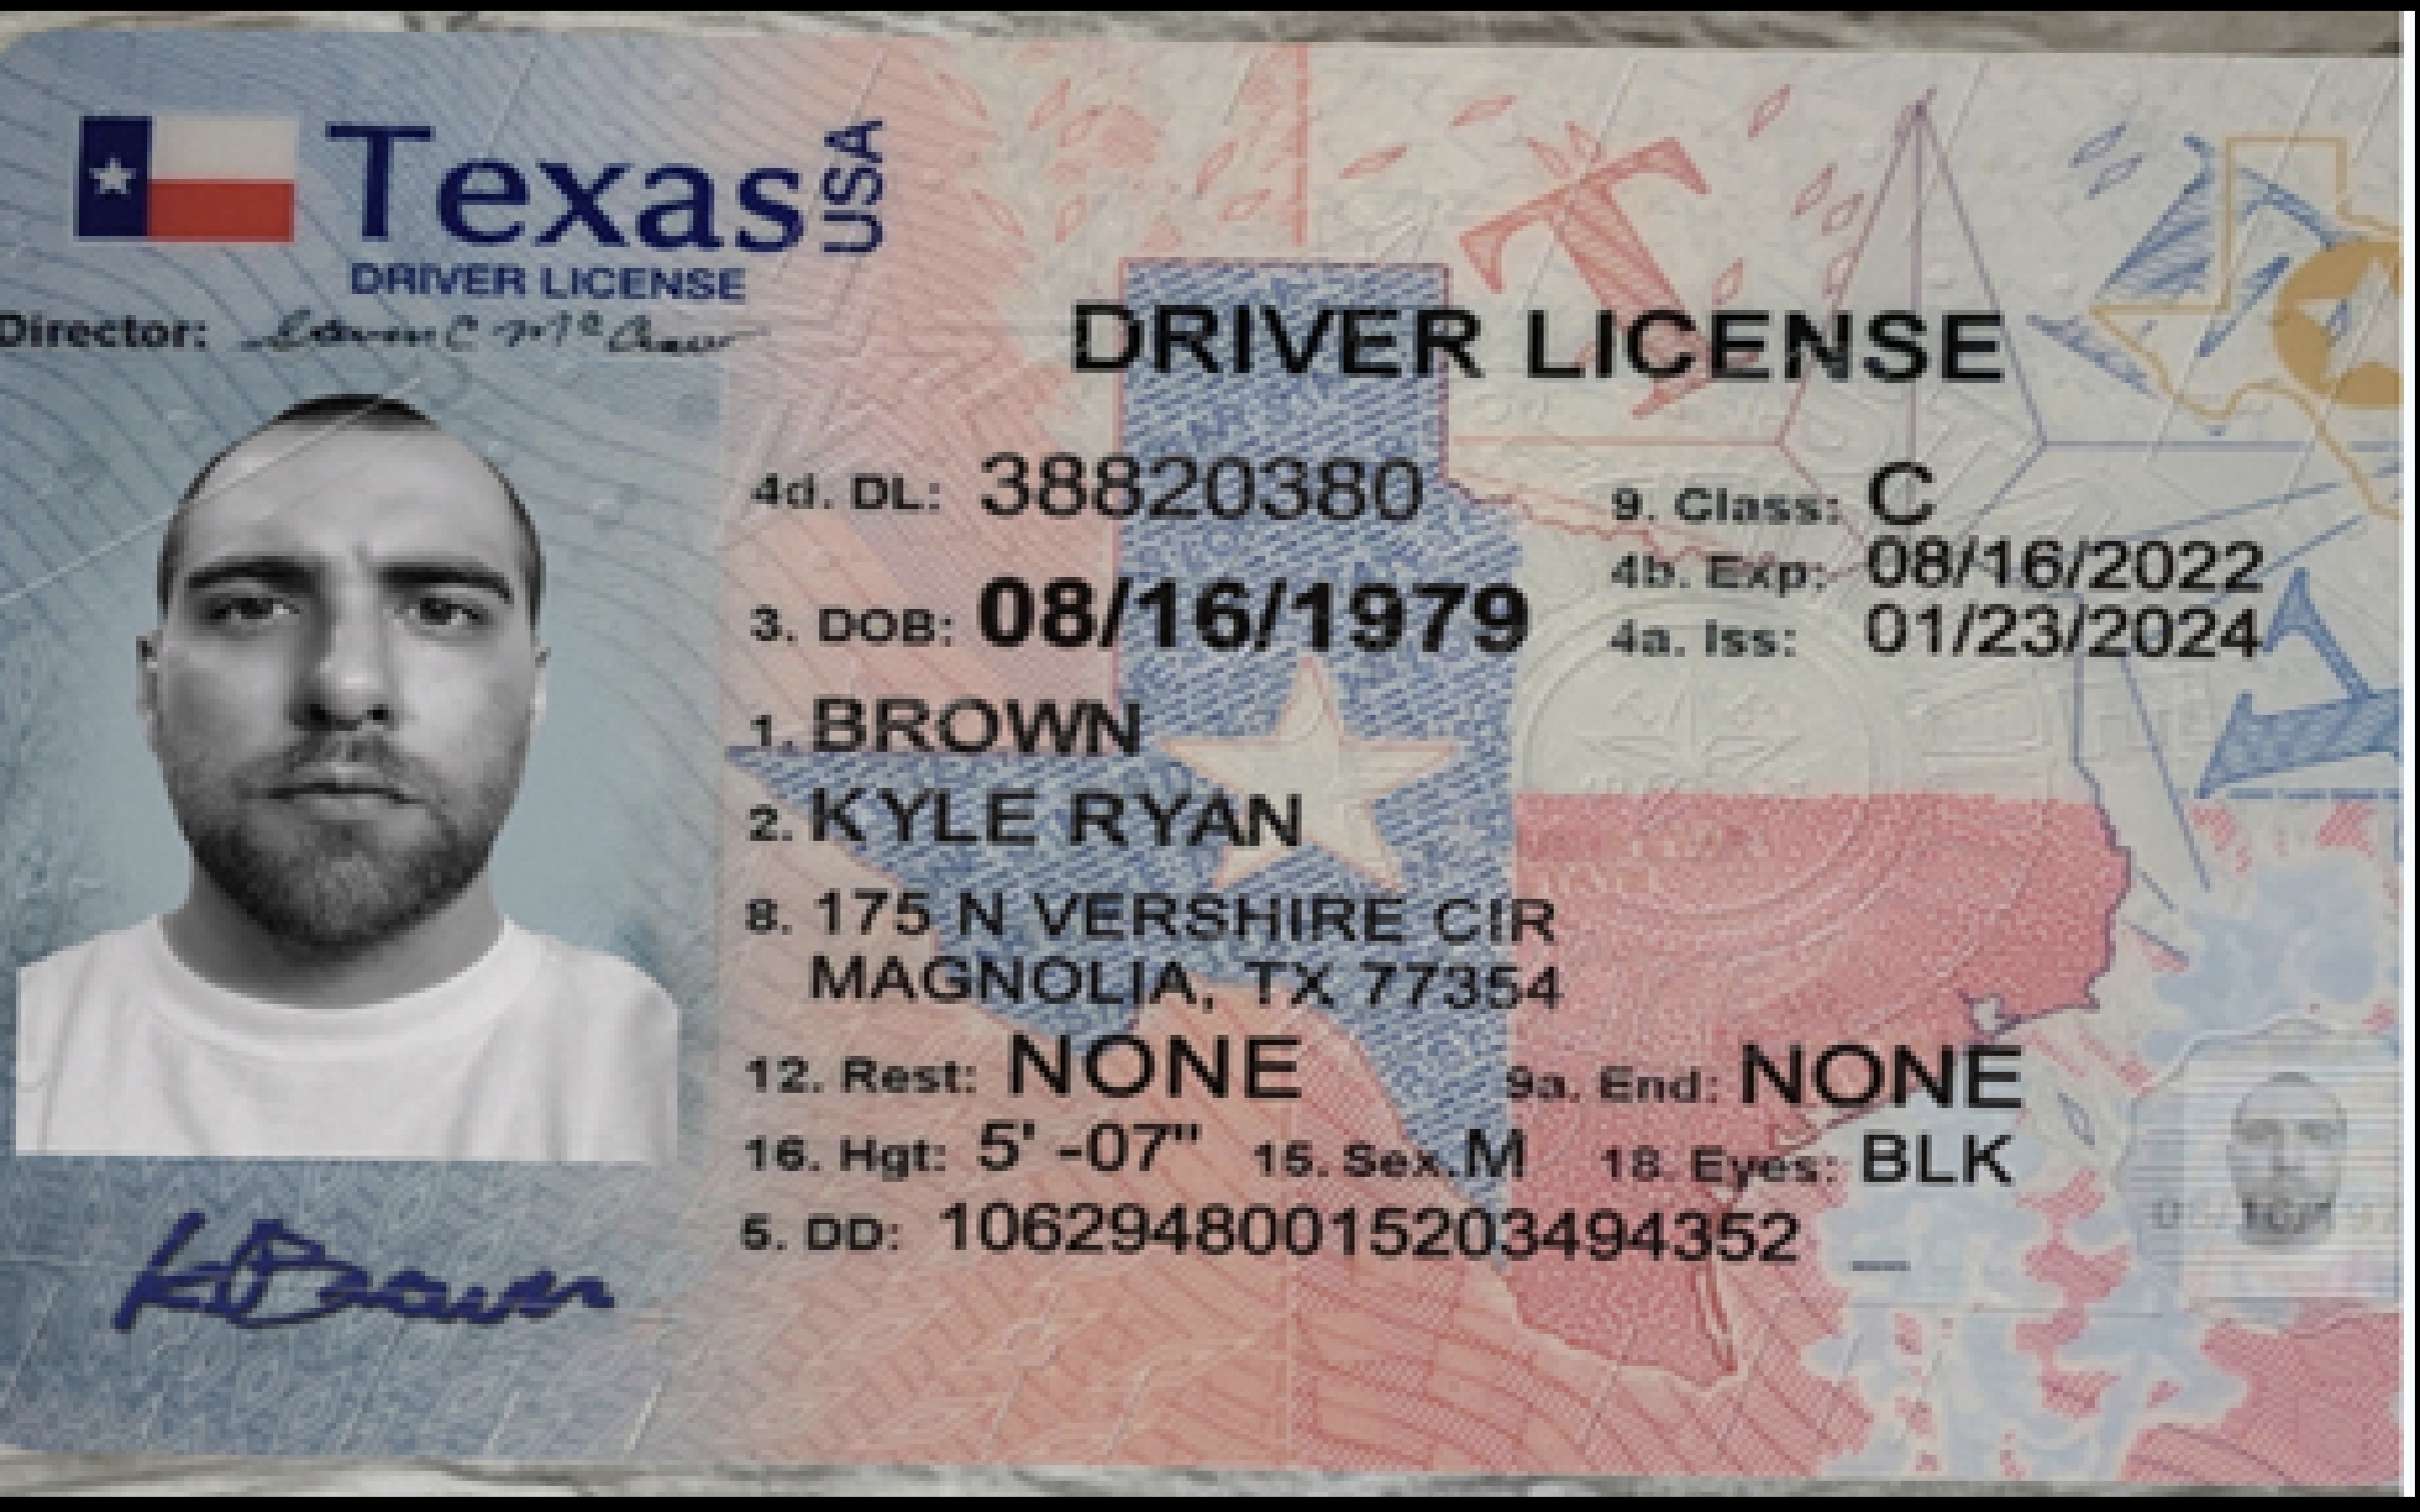 Texas USA
DRIVER LICENSE
Director:
DRIVER LICENSE
4d. DL: 38820380
9. Class: C
4b. Exp: 08/16/2022
3. DOB: 08/16/1979
4a. Iss: 01/23/2024
1. BROWN
2. KYLE RYAN
8. 175 N VERSHIRE CIR
MAGNOLIA, TX 77354
12. Rest: NONE
9a. End: NONE
16. Hgt: 5' -07"
15. Sex.M
18. Eyes: BLK
5. DD: 10629480015203494352
K Brown